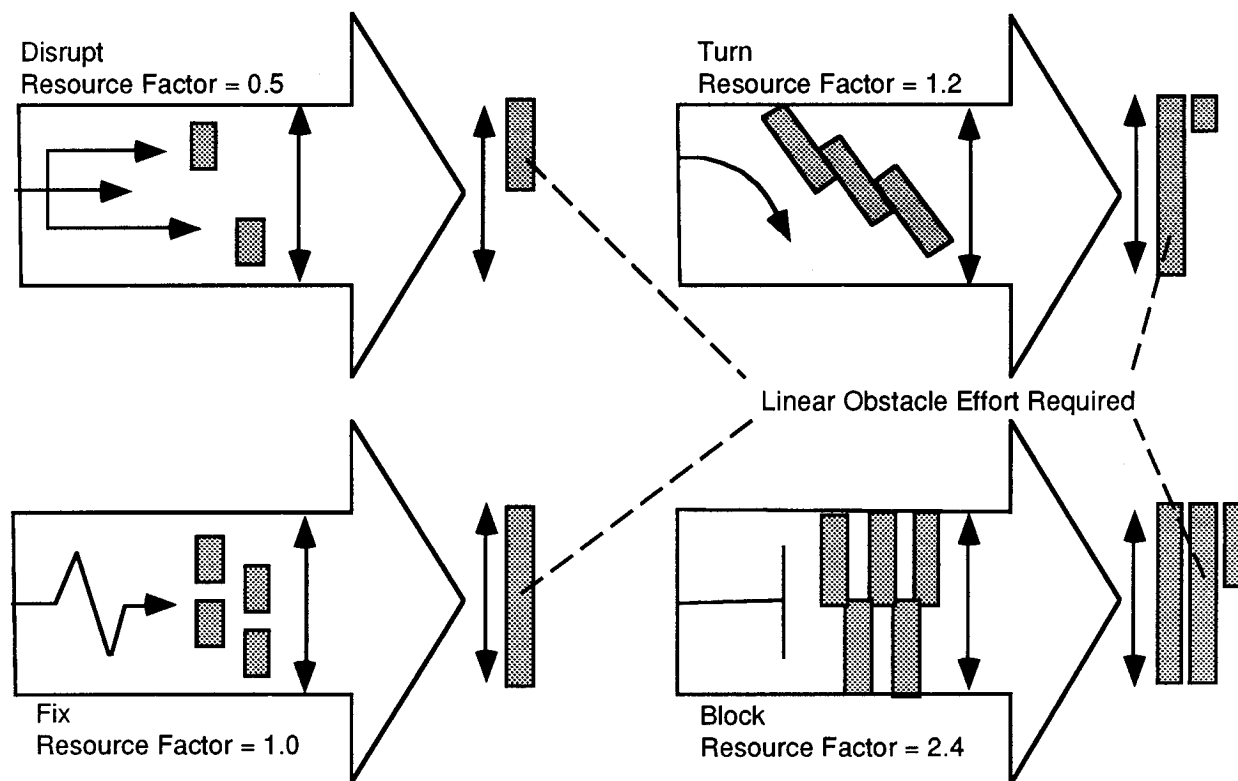 Disrupt
Resource Factor = 0.5
Turn
Resource Factor = 1.2
Linear Obstacle Effort Required
Fix
Resource Factor = 1.0
Block
Resource Factor = 2.4